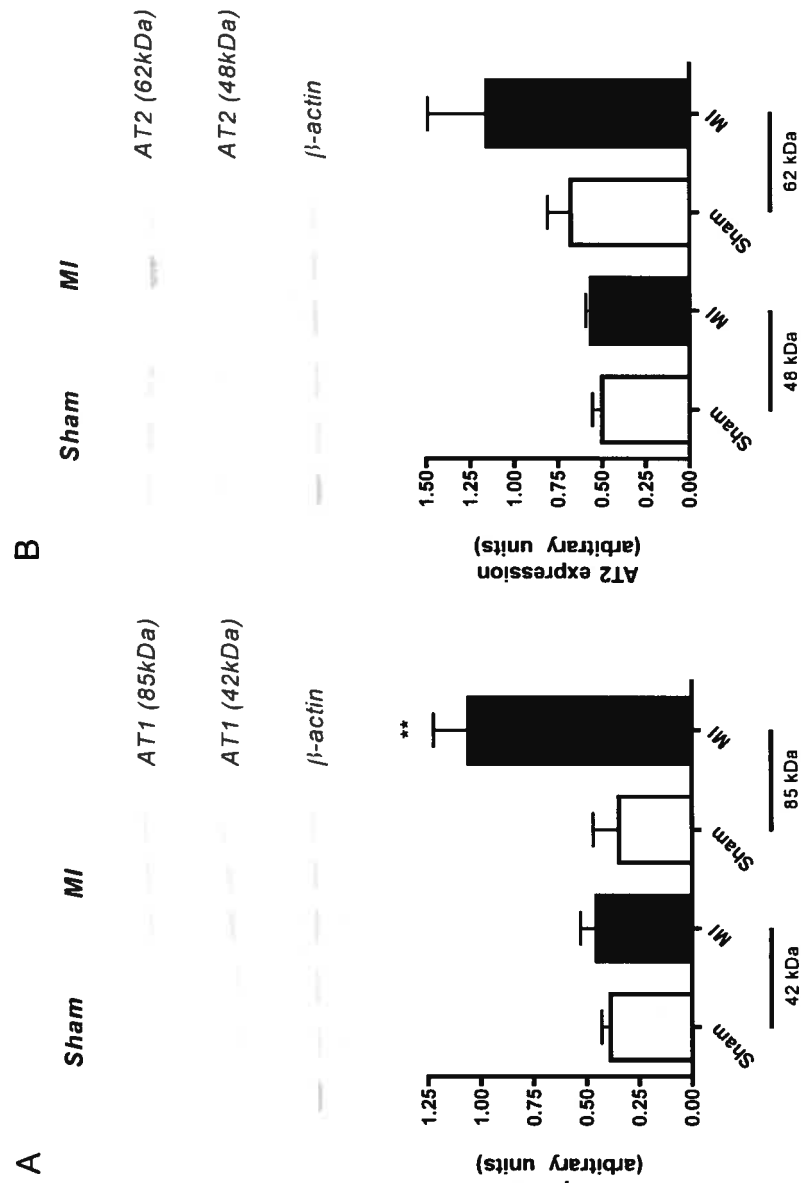 A
Sham MI
AT1 (85kDa)
AT1 (42kDa)
β-actin
(arbitrary units)
1.25
1.00
0.75
0.50
0.25
0.00
**
Sham MI Sham MI
42 kDa 85 kDa
B
Sham MI
AT2 (62kDa)
AT2 (48kDa)
β-actin
AT2 expression
(arbitrary units)
1.50
1.25
1.00
0.75
0.50
0.25
0.00
Sham MI Sham MI
48 kDa 62 kDa